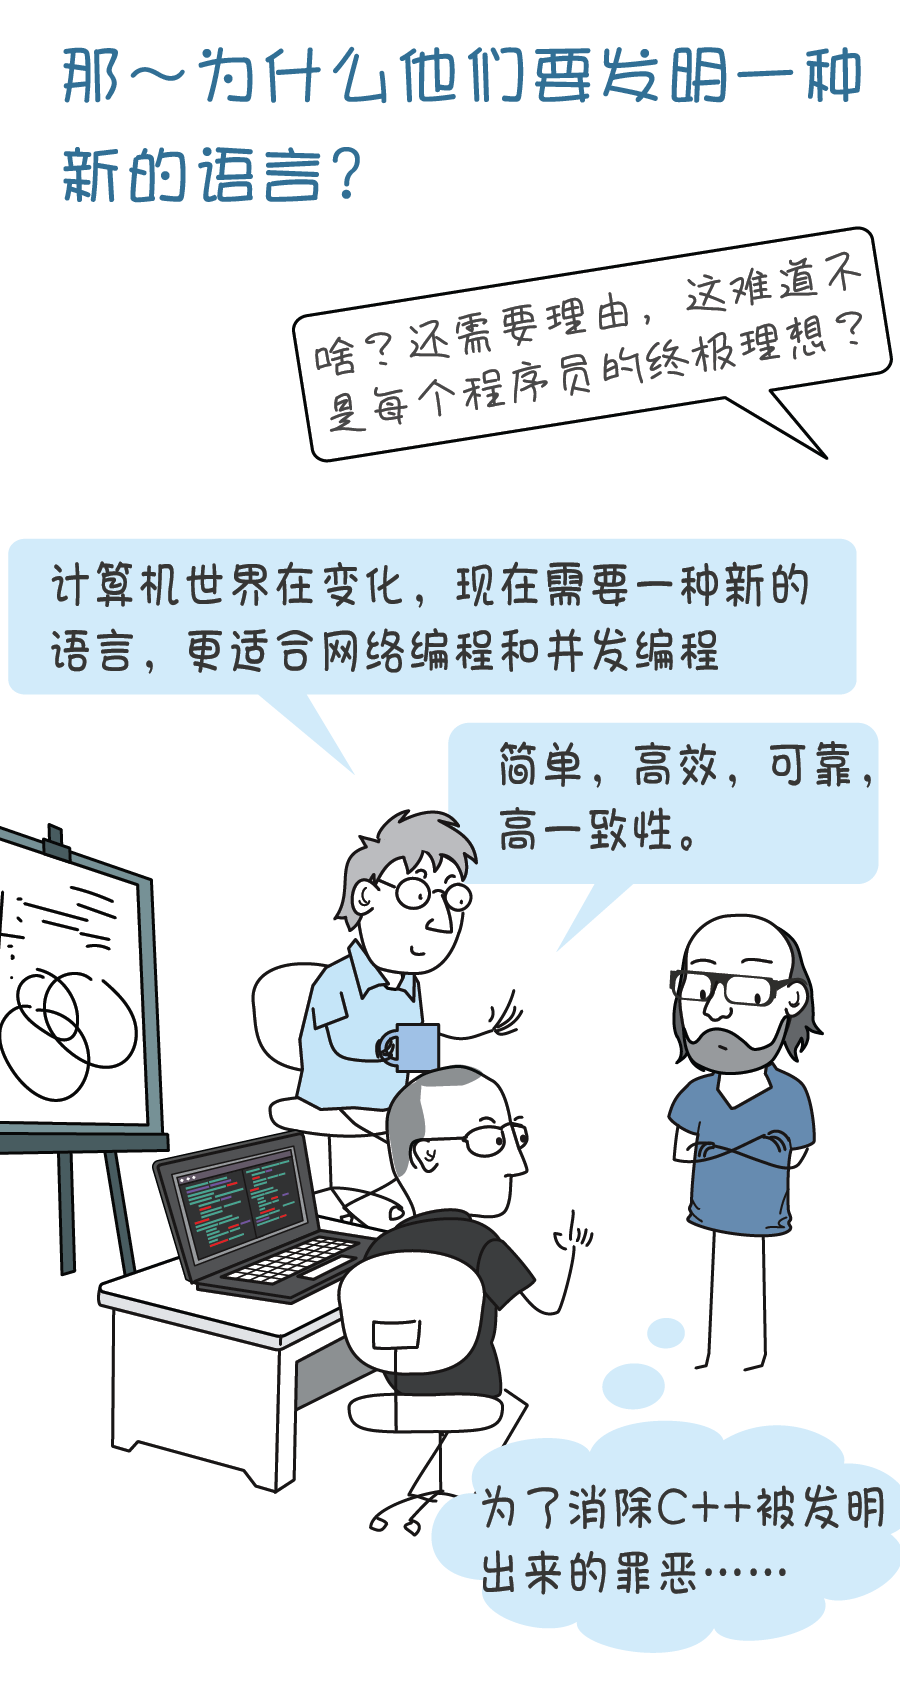 那～为什么他们要发明一种
新的语言？
啥？还需要理由，这难道不
是每个程序员的终极理想？
计算机世界在变化，现在需要一种新的
语言，更适合网络编程和并发编程
简单，高效，可靠，
高一致性。
为了消除C++被发明
出来的罪恶……